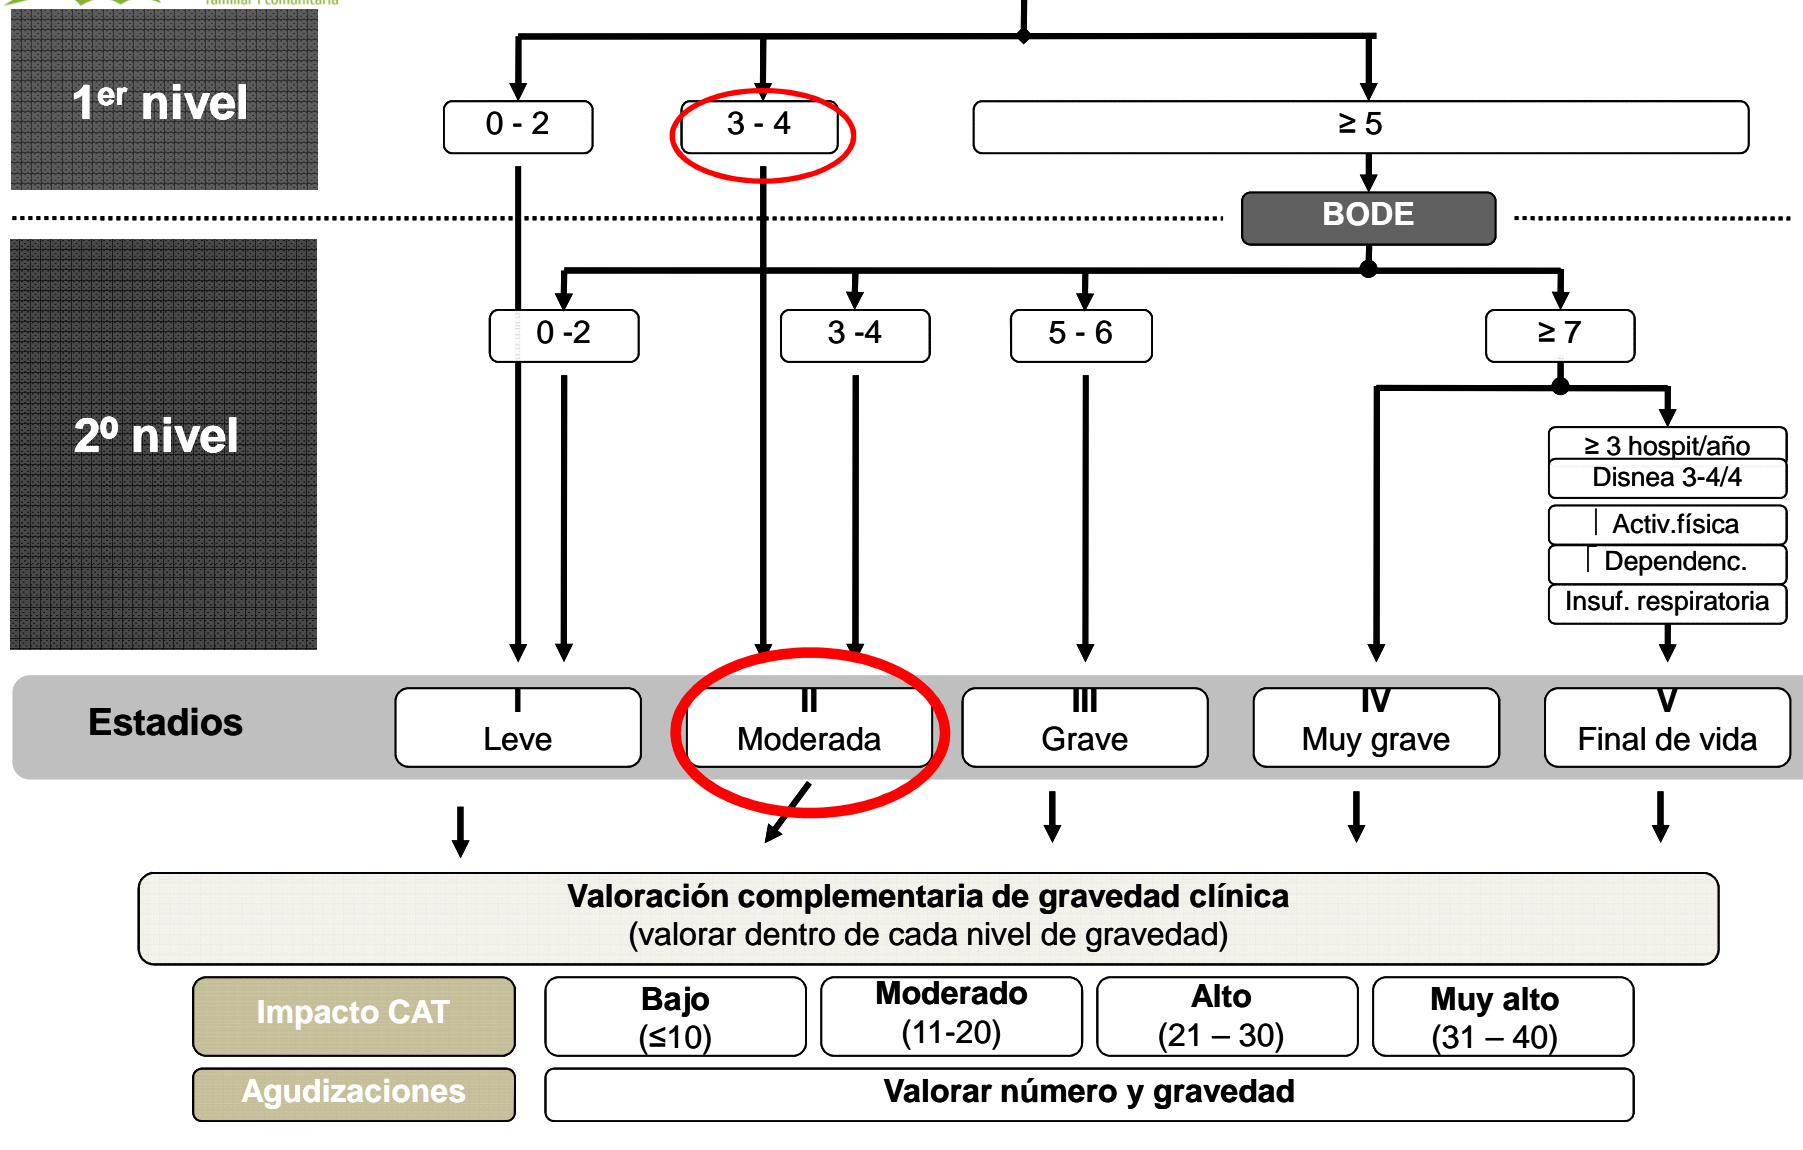 familiar i comunitària
1er nivel
0 - 2
3 - 4
≥ 5
BODE
2º nivel
0 -2
3 -4
5 - 6
≥ 7
≥ 3 hospit/año
Disnea 3-4/4
Activ.física
Dependenc.
Insuf. respiratoria
Estadios
I
Leve
II
Moderada
III
Grave
IV
Muy grave
V
Final de vida
Valoración complementaria de gravedad clínica
(valorar dentro de cada nivel de gravedad)
Impacto CAT
Bajo
(≤10)
Moderado
(11-20)
Alto
(21 – 30)
Muy alto
(31 – 40)
Agudizaciones
Valorar número y gravedad